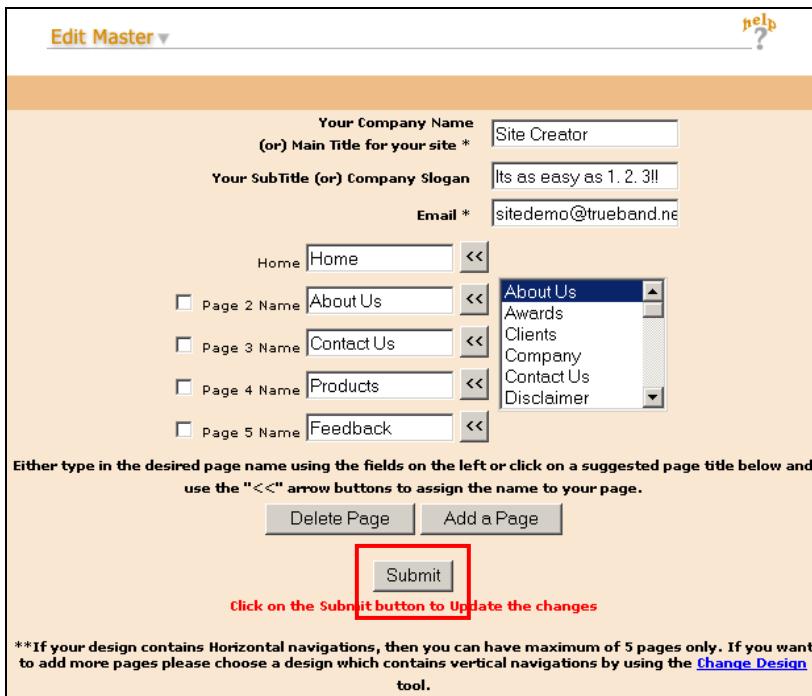 Edit Master
help
?
Your Company Name
(or) Main Title for your site *
Site Creator
Your SubTitle (or) Company Slogan
Its as easy as 1. 2. 3!!
Email *
sitedemo@trueband.ne
Home
Home
<<
Page 2 Name
About Us
<<
Page 3 Name
Contact Us
<<
Page 4 Name
Products
<<
Page 5 Name
Feedback
<<
About Us
Awards
Clients
Company
Contact Us
Disclaimer
Either type in the desired page name using the fields on the left or click on a suggested page title below and
use the "<<" arrow buttons to assign the name to your page.
Delete Page
Add a Page
Submit
Click on the Submit button to Update the changes
**If your design contains Horizontal navigations, then you can have maximum of 5 pages only. If you want
to add more pages please choose a design which contains vertical navigations by using the Change Design
tool.